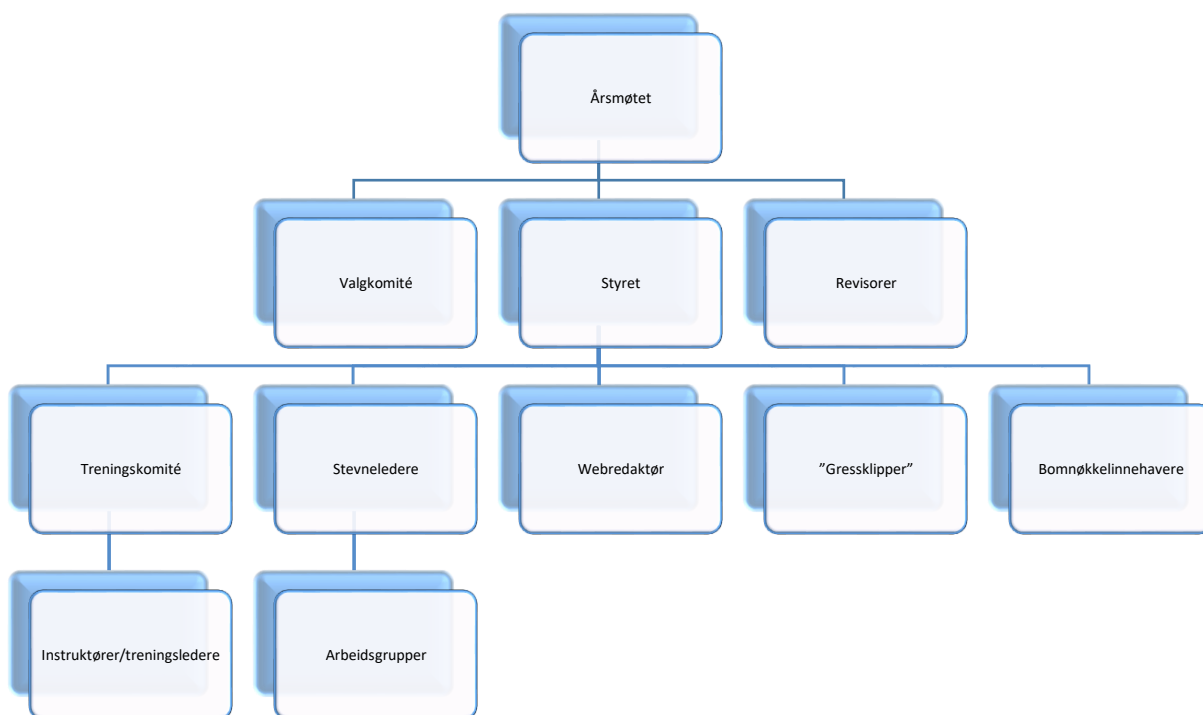 Årsmøtet
Valgkomité
Styret
Revisorer
Treningskomité
Stevneledere
Webredaktør
”Gressklipper”
Bomnøkkelinnehavere
Instruktører/treningsledere
Arbeidsgrupper